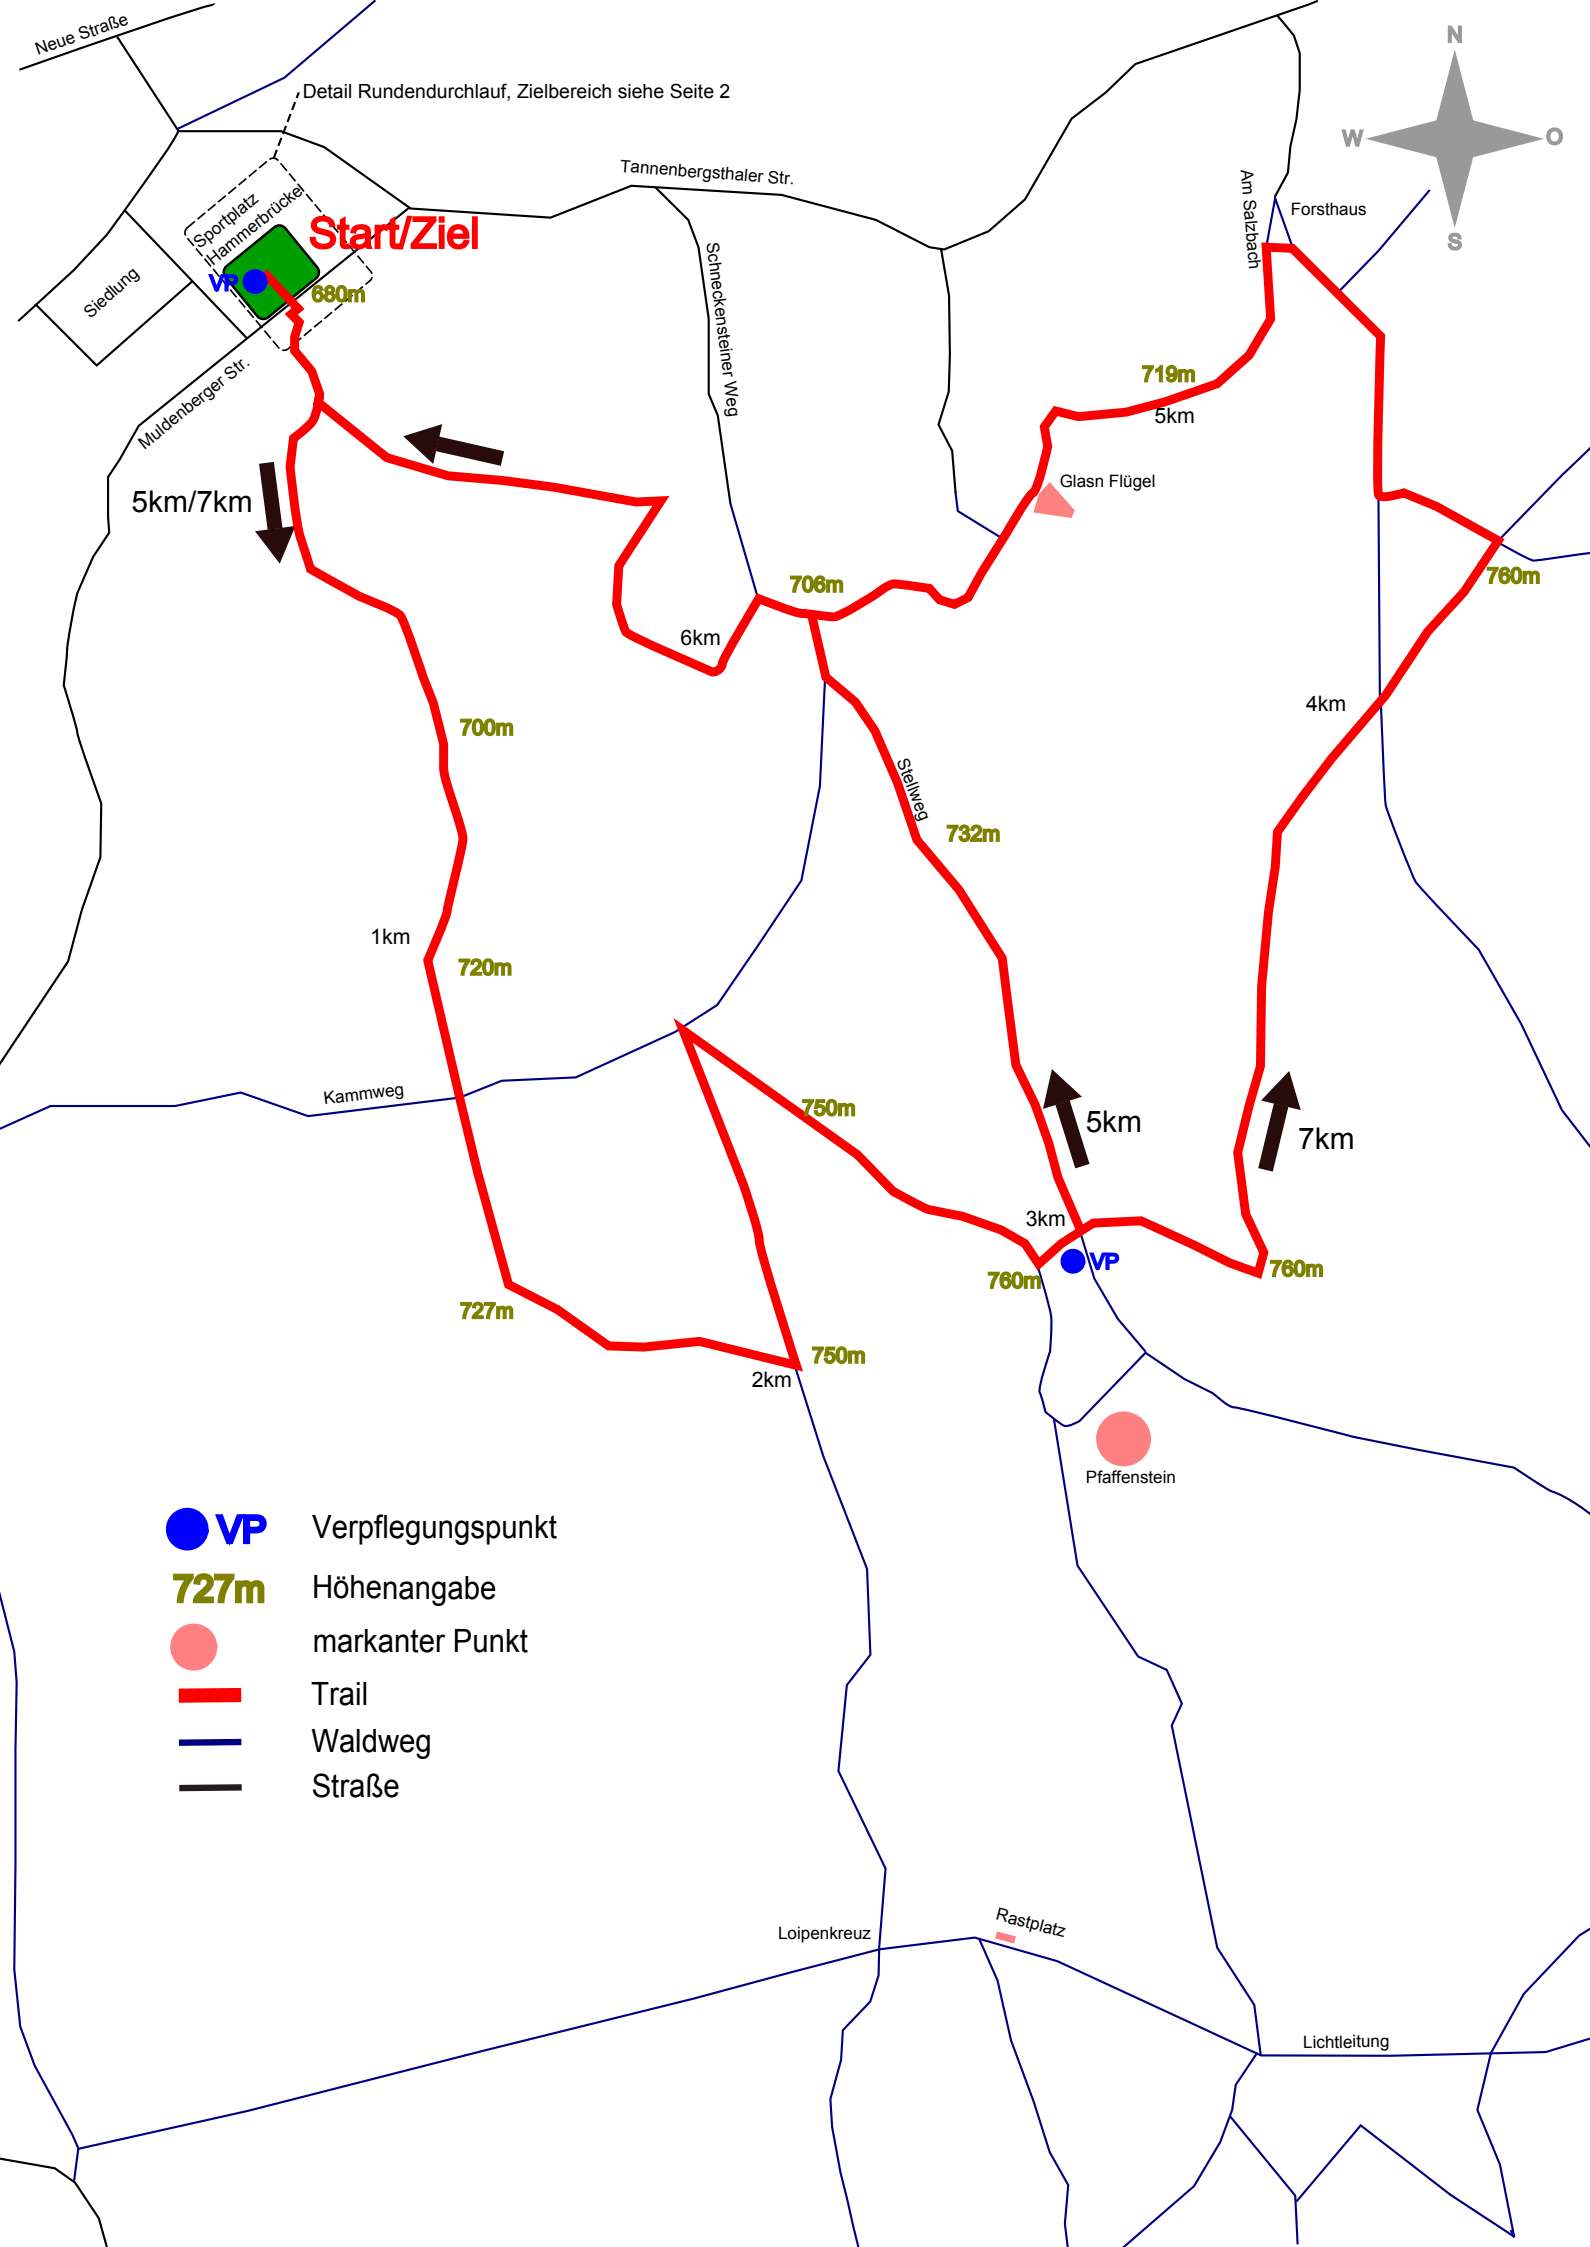 Neue Straße
N
W
O
S
Detail Rundendurchlauf, Zielbereich siehe Seite 2
Tannenbergsthaler Str.
Am Salzbach
Forsthaus
Sportplatz
Hammerbrücke
Start/Ziel
VP
680m
Siedlung
Schneckensteiner Weg
Muldenberger Str.
719m
5km
5km/7km
Glasn Flügel
706m
760m
6km
700m
4km
Stellweg
732m
1km
720m
Kammweg
750m
5km
7km
3km
VP
760m
760m
727m
750m
2km
Pfaffenstein
VP Verpflegungspunkt
727m Höhenangabe
markanter Punkt
Trail
Waldweg
Straße
Loipenkreuz
Rastplatz
Lichtleitung